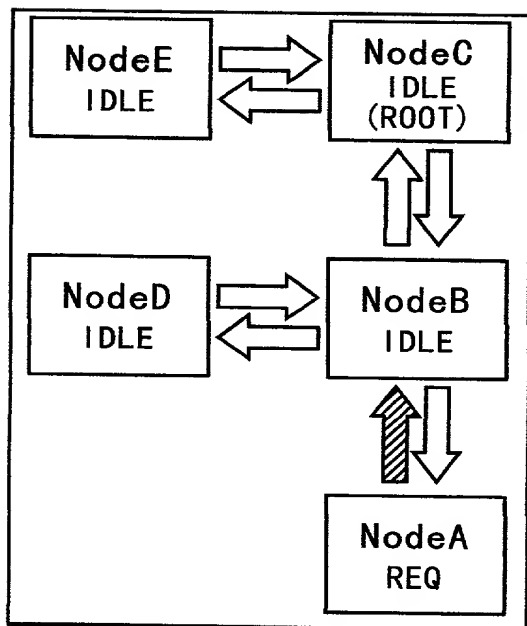 NodeE
IDLE
NodeC
IDLE
(ROOT)
NodeD
IDLE
NodeB
IDLE
NodeA
REQ